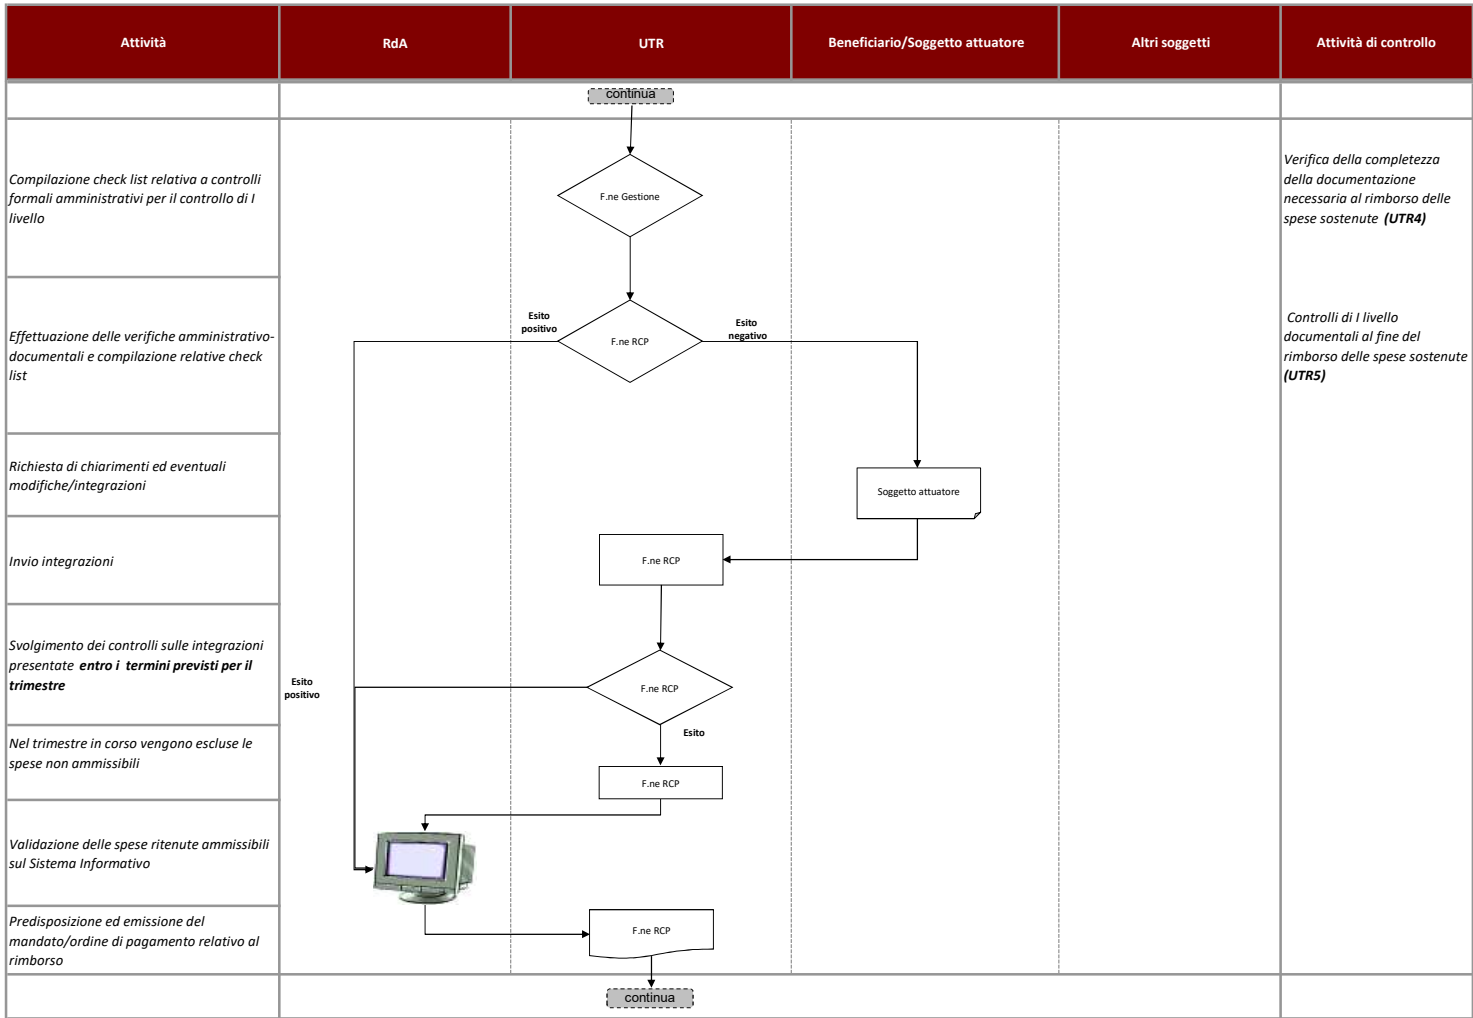 Attività
RdA
UTR
Beneficiario/Soggetto attuatore
Altri soggetti
Attività di controllo
continua
Compilazione check list relativa a controlli
formali amministrativi per il controllo di I
livello
F.ne Gestione
Verifica della completezza
della documentazione
necessaria al rimborso delle
spese sostenute (UTR4)
Effettuazione delle verifiche amministrativo-
documentali e compilazione relative check
list
Esito
positivo
F.ne RCP
Esito
negativo
Controlli di I livello
documentali al fine del
rimborso delle spese sostenute
(UTR5)
Richiesta di chiarimenti ed eventuali
modifiche/integrazioni
Soggetto attuatore
Invio integrazioni
F.ne RCP
Svolgimento dei controlli sulle integrazioni
presentate entro i termini previsti per il
trimestre
Esito
positivo
F.ne RCP
Esito
Nel trimestre in corso vengono escluse le
spese non ammissibili
F.ne RCP
Validazione delle spese ritenute ammissibili
sul Sistema Informativo
Predisposizione ed emissione del
mandato/ordine di pagamento relativo al
rimborso
F.ne RCP
continua